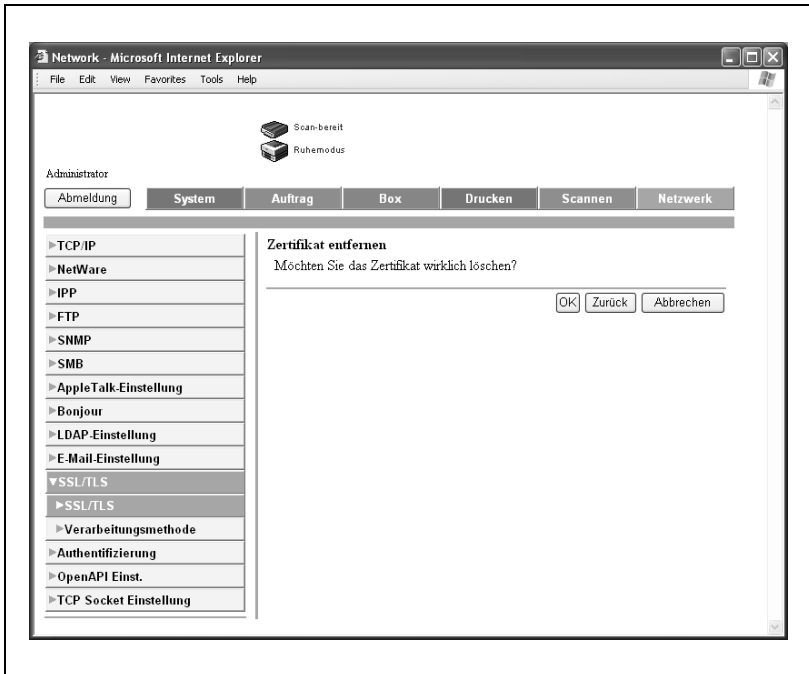 Network - Microsoft Internet Explorer
File Edit View Favorites Tools Help
Scan-bereit
Ruhemodus
Administrator
Abmeldung System Auftrag Box Drucken Scannen Netzwerk
TCP/IP
NetWare
IPP
FTP
SNMP
SMB
AppleTalk-Einstellung
Bonjour
LDAP-Einstellung
E-Mail-Einstellung
SSL/TLS
SSL/TLS
Verarbeitungsmethode
Authentifizierung
OpenAPI Einst.
TCP Socket Einstellung
Zertifikat entfernen
Möchten Sie das Zertifikat wirklich löschen?
OK Zurück Abbrechen